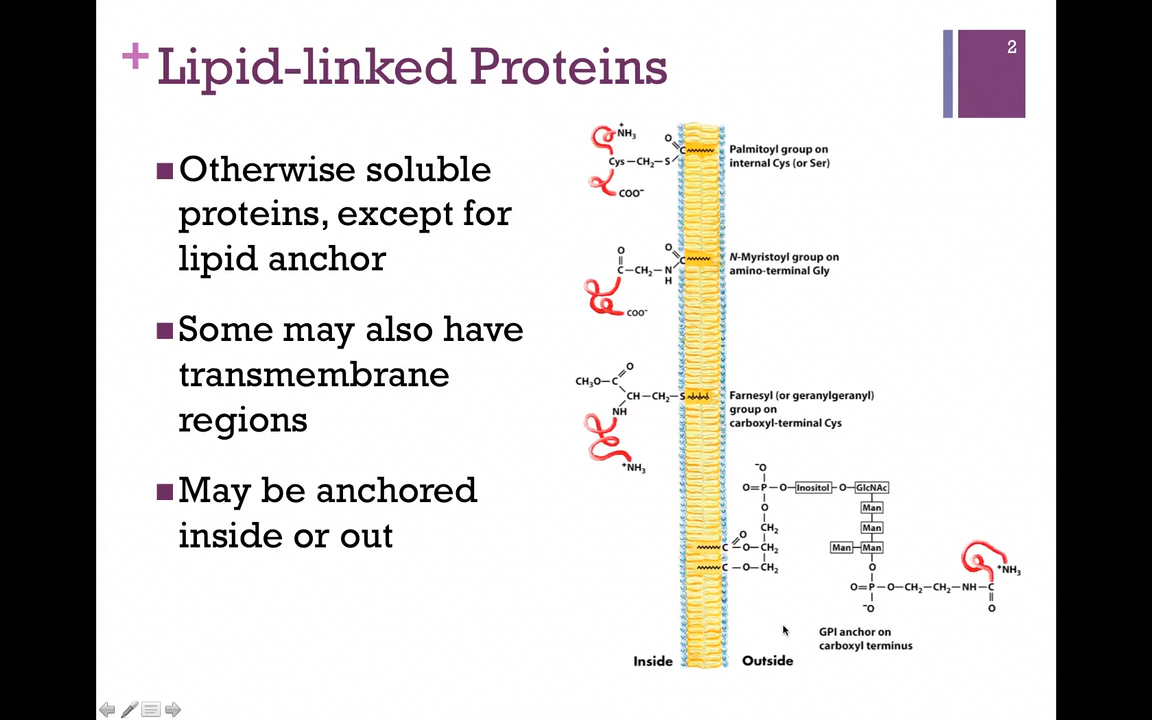 2
+ Lipid-linked Proteins
Otherwise soluble
proteins, except for
lipid anchor
Some may also have
transmembrane
regions
May be anchored
inside or out
+NH3
O
C
Cys—CH2—S
COO−
Palmitoyl group on
internal Cys (or Ser)
O
O
C
C—CH2—N
H
COO−
N-Myristoyl group on
amino-terminal Gly
O
CH3O—C
CH—CH2—S
NH
+NH3
Farnesyl (or geranylgeranyl)
group on
carboxyl-terminal Cys
−O
O=P—O—Inositol—O—GlcNAc
O
Man
CH2
Man
O
C—O—CH2
Man—Man
C—O—CH2
O
+NH3
O=P—O—CH2—CH2—NH—C
−O
O
GPI anchor on
carboxyl terminus
Inside
Outside